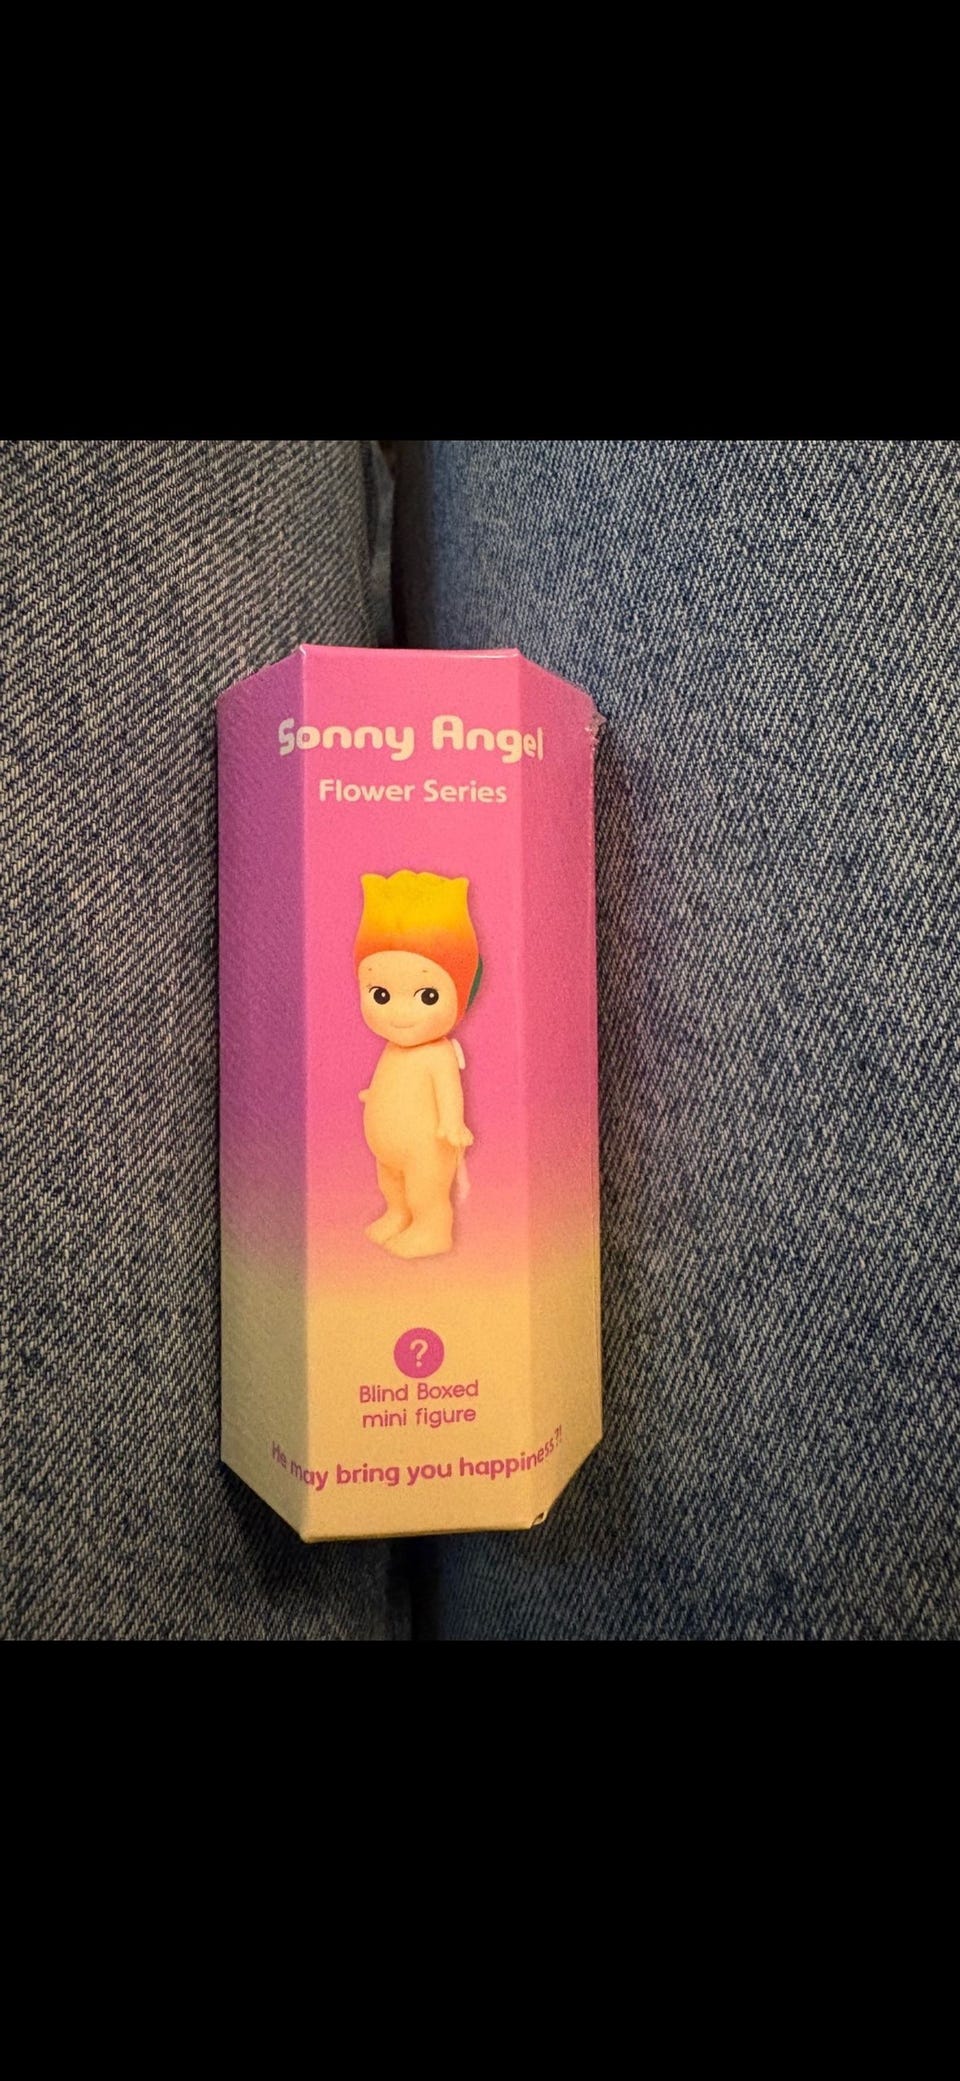 Sonny Angel
Flower Series
?
Blind Boxed
mini figure
He may bring you happiness?!